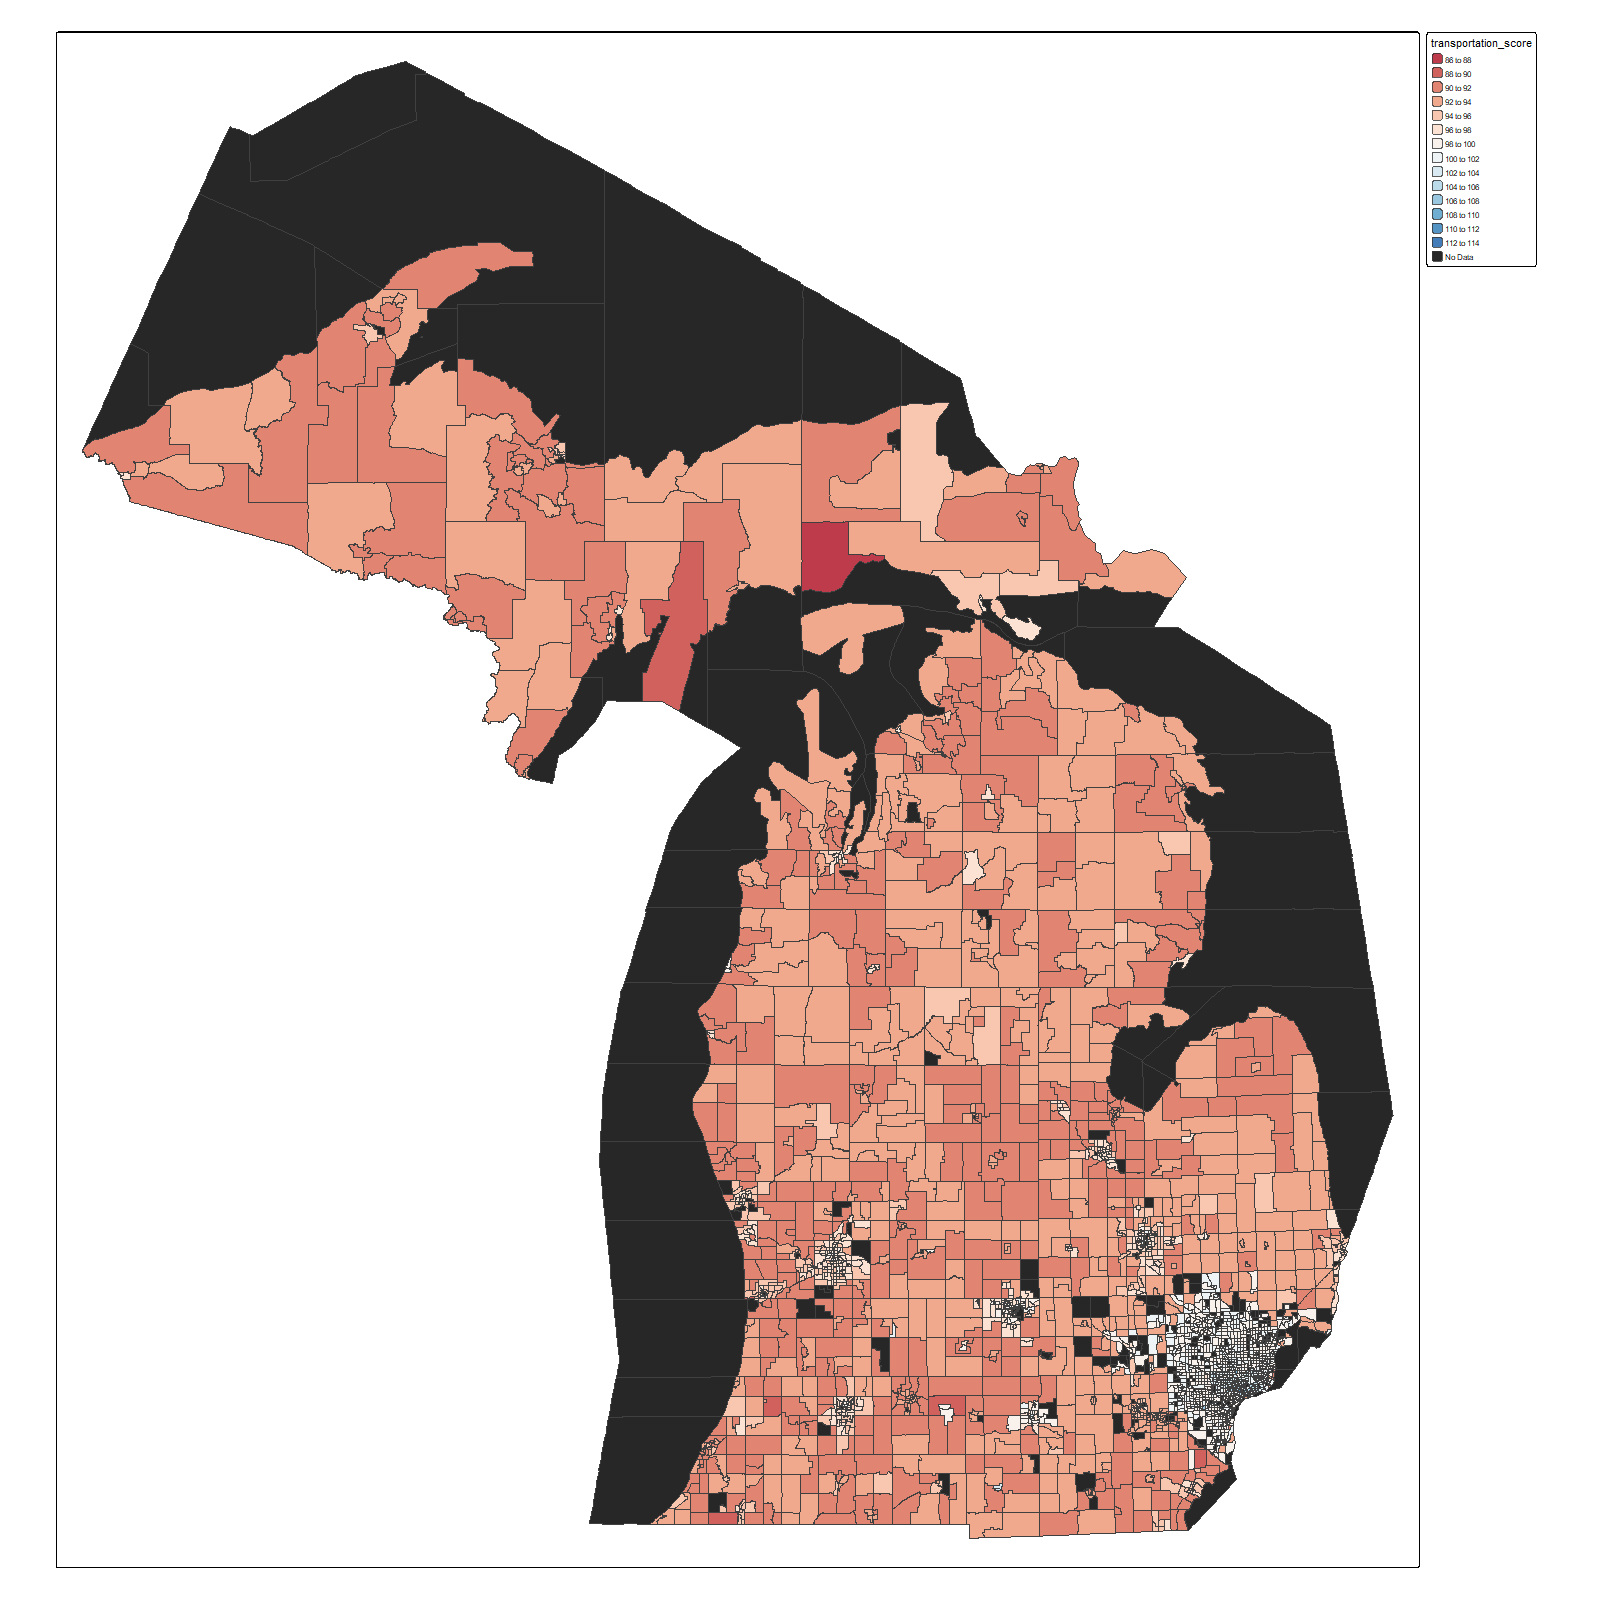 transportation_score
86 to 88
88 to 90
90 to 92
92 to 94
94 to 96
96 to 98
98 to 100
100 to 102
102 to 104
104 to 106
106 to 108
108 to 110
110 to 112
112 to 114
No Data